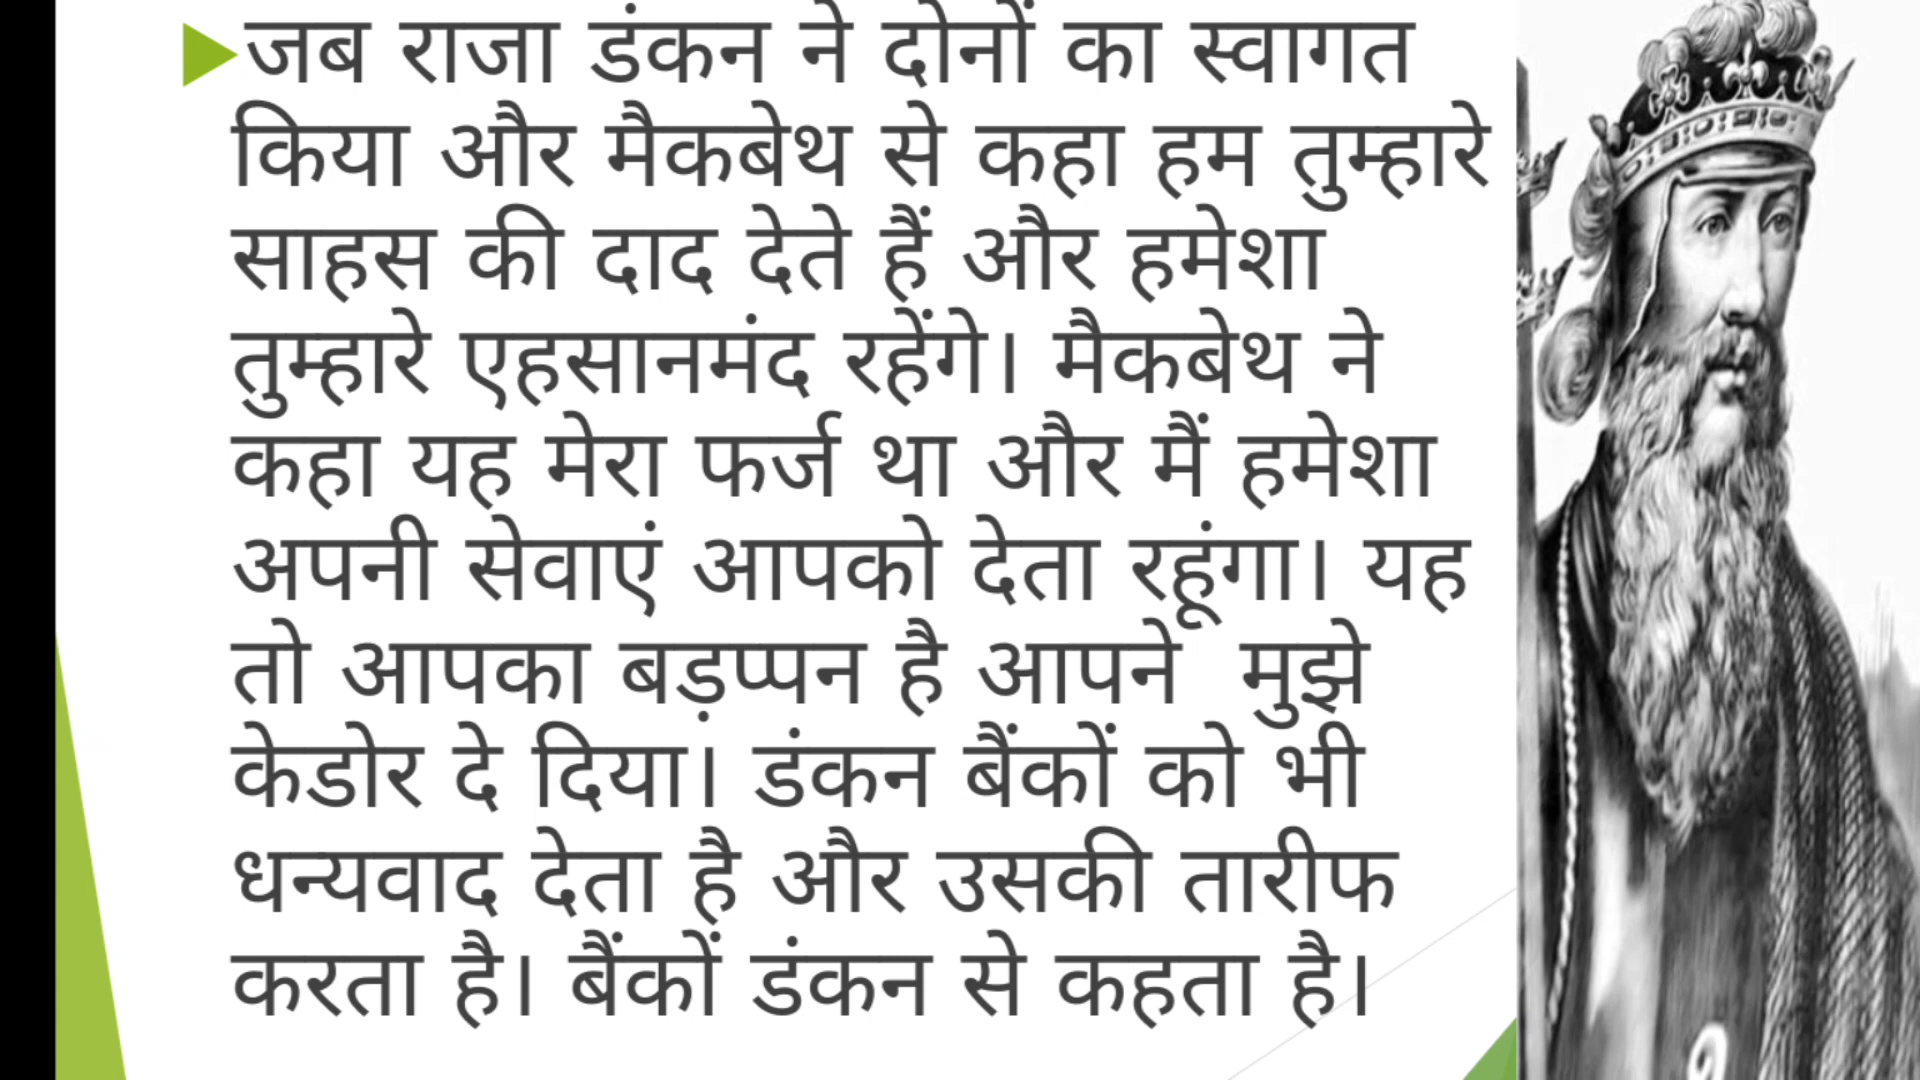 जब राजा डंकन ने दोनों का स्वागत
किया और मैकबेथ से कहा हम तुम्हारे
साहस की दाद देते हैं और हमेशा
तुम्हारे एहसानमंद रहेंगे। मैकबेथ ने
कहा यह मेरा फर्ज था और मैं हमेशा
अपनी सेवाएं आपको देता रहूंगा। यह
तो आपका बड़प्पन है आपने  मुझे
केडोर दे दिया। डंकन बैंकों को भी
धन्यवाद देता है और उसकी तारीफ
करता है। बैंकों डंकन से कहता है।